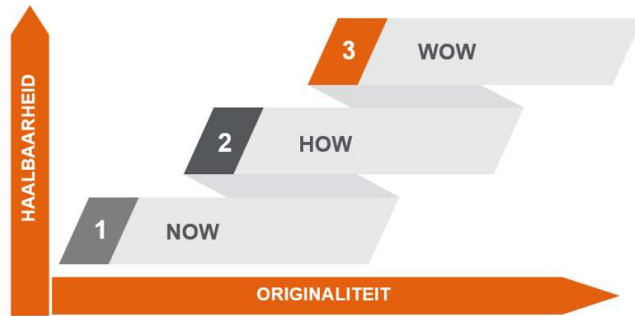 HAALBAARHEID
3 WOW
2 HOW
1 NOW
ORIGINALITEIT